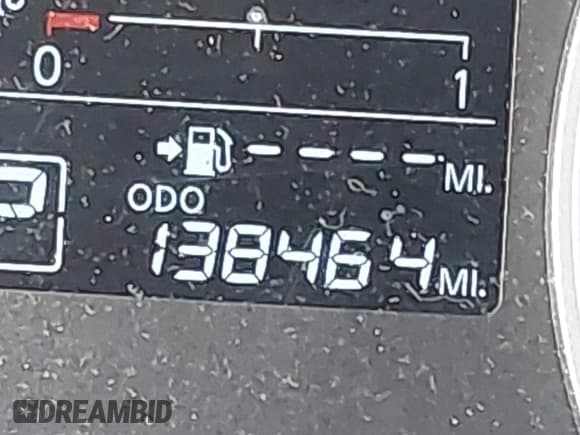 0 1
---- MI.
P
ODO
138464 MI.
DREAMBID